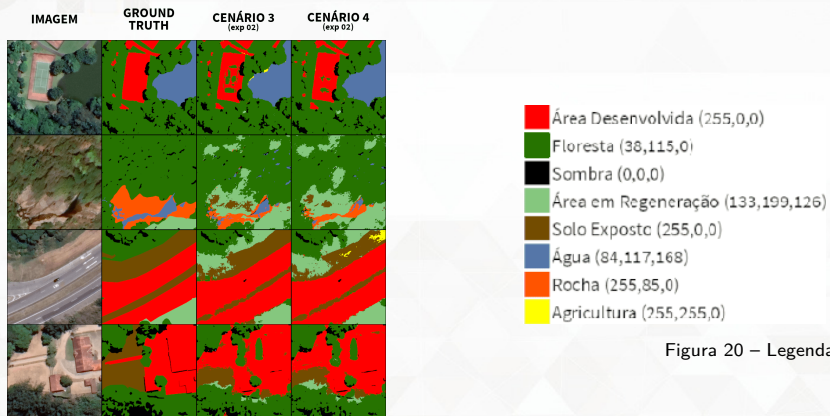 IMAGEM
GROUND
TRUTH
CENÁRIO 3
(exp 02)
CENÁRIO 4
(exp 02)
Área Desenvolvida (255,0,0)
Floresta (38,115,0)
Sombra (0,0,0)
Área em Regeneração (133,199,126)
Solo Exposto (255,0,0)
Água (84,117,168)
Rocha (255,85,0)
Agricultura (255,255,0)
Figura 20 – Legenda